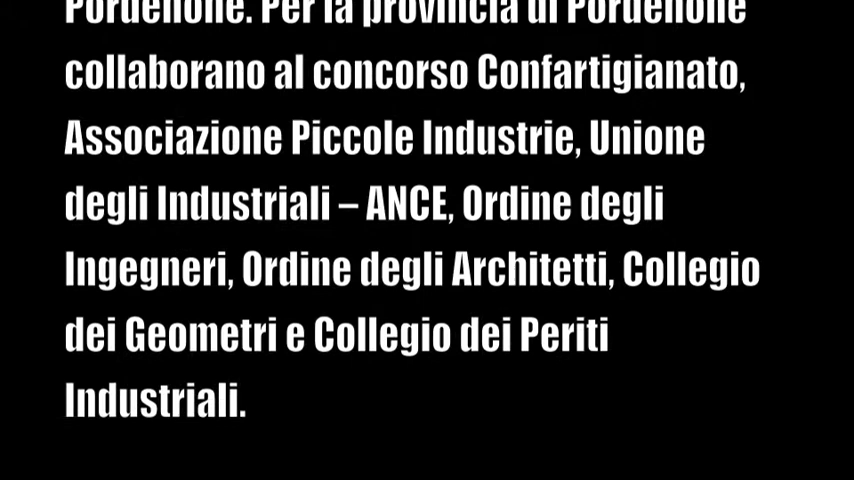 Pordenone. Per la provincia di Pordenone
collaborano al concorso Confartigianato,
Associazione Piccole Industrie, Unione
degli Industriali – ANCE, Ordine degli
Ingegneri, Ordine degli Architetti, Collegio
dei Geometri e Collegio dei Periti
Industriali.